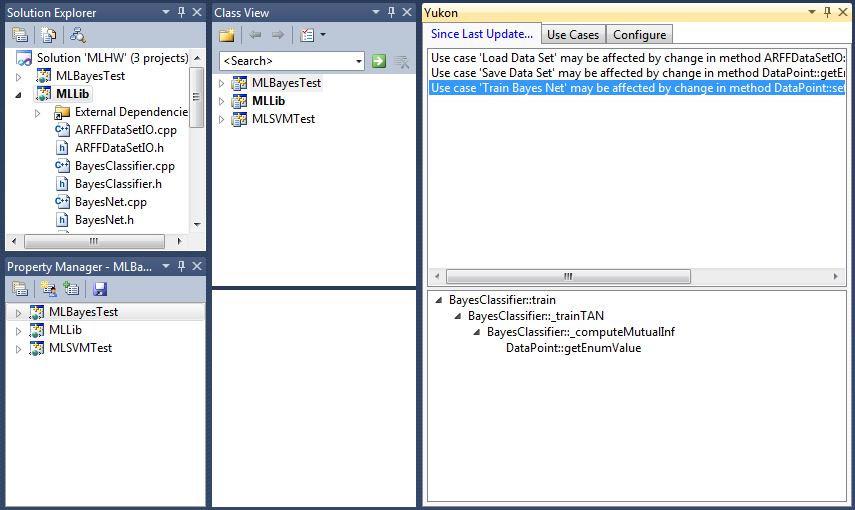 Solution Explorer
Solution 'MLHW' (3 projects)
MLBayesTest
MLLib
External Dependencie
ARFFDataSetIO.cpp
ARFFDataSetIO.h
BayesClassifier.cpp
BayesClassifier.h
BayesNet.cpp
BayesNet.h
Property Manager - MLBa...
MLBayesTest
MLLib
MLSVMTest
Class View
<Search>
MLBayesTest
MLLib
MLSVMTest
Yukon
Since Last Update... Use Cases Configure
Use case 'Load Data Set' may be affected by change in method ARFFDataSetIO:
Use case 'Save Data Set' may be affected by change in method DataPoint::getEn
Use case 'Train Bayes Net' may be affected by change in method DataPoint::set
BayesClassifier::train
BayesClassifier::_trainTAN
BayesClassifier::_computeMutualInf
DataPoint::getEnumValue